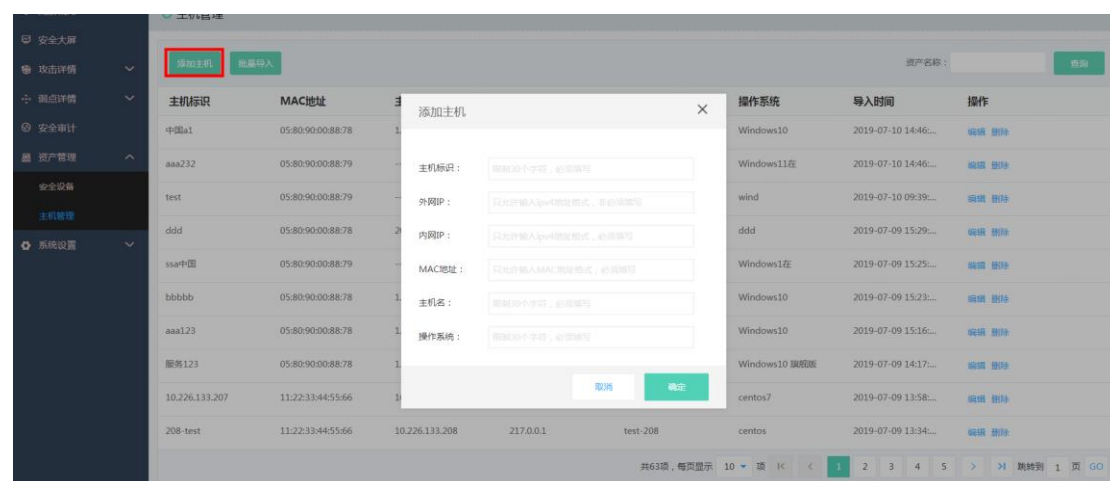 主机管理
安全大屏
攻击详情
弱点详情
安全审计
资产管理
安全设备
主机管理
系统设置
添加主机 批量导入 资产名称： 查询
主机标识 MAC地址 主 操作系统 导入时间 操作
中国a1 05:80:90:00:88:78 1. Windows10 2019-07-10 14:46:... 编辑 删除
aaa232 05:80:90:00:88:79 -- Windows11在 2019-07-10 14:46:... 编辑 删除
test 05:80:90:00:88:79 -- wind 2019-07-10 09:39:... 编辑 删除
ddd 05:80:90:00:88:78 20 ddd 2019-07-09 15:29:... 编辑 删除
ssa中国 05:80:90:00:88:79 -- Windows1在 2019-07-09 15:25:... 编辑 删除
bbbbb 05:80:90:00:88:78 1. Windows10 2019-07-09 15:23:... 编辑 删除
aaa123 05:80:90:00:88:78 1. Windows10 2019-07-09 15:16:... 编辑 删除
服务123 05:80:90:00:88:78 1. Windows10 旗舰版 2019-07-09 14:17:... 编辑 删除
10.226.133.207 11:22:33:44:55:66 10 centos7 2019-07-09 13:58:... 编辑 删除
208-test 11:22:33:44:55:66 10.226.133.208 217.0.0.1 test-208 centos 2019-07-09 13:34:... 编辑 删除
共63项，每页显示 10 项 1 2 3 4 5 跳转到 1 页 GO
添加主机
主机标识： 限制30个字符，必须填写
外网IP： 只允许输入ipv4地址格式，非必须填写
内网IP： 只允许输入ipv4地址格式，必须填写
MAC地址： 只允许输入MAC地址格式，必须填写
主机名： 限制30个字符，必须填写
操作系统： 限制30个字符，必须填写
取消 确定